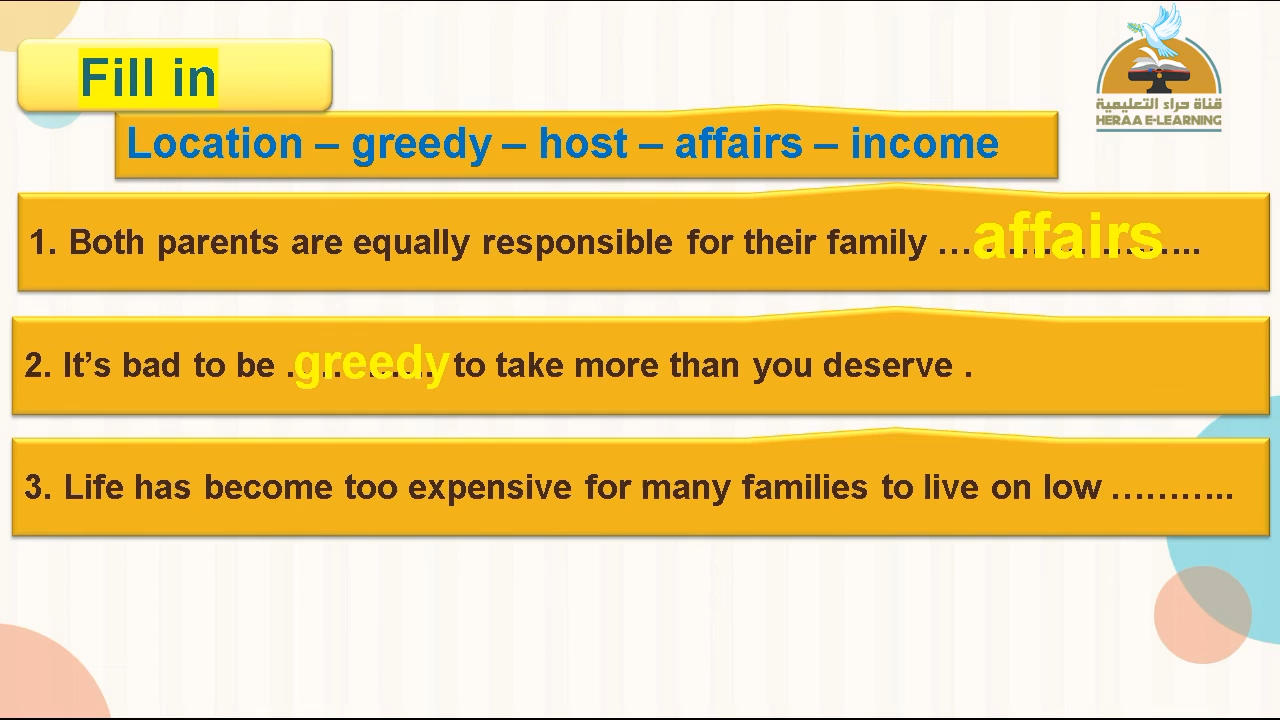 Fill in
قناة حراء التعليمية
HERAA E-LEARNING
Location – greedy – host – affairs – income
1. Both parents are equally responsible for their family …affairs…..
2. It’s bad to be .greedy to take more than you deserve .
3. Life has become too expensive for many families to live on low ………..